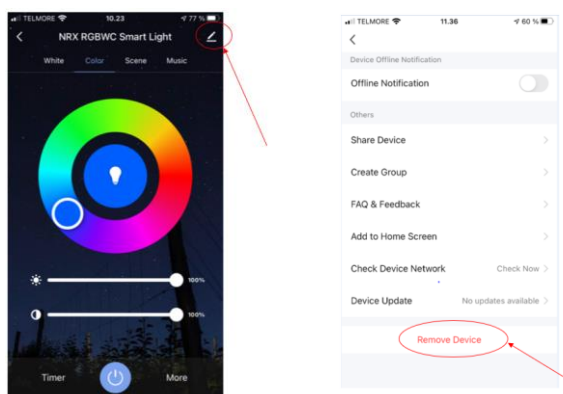 TELMORE 10.23 77 %
NRX RGBWC Smart Light
White Color Scene Music
100%
100%
Timer More
TELMORE 11.36 60 %
Device Offline Notification
Offline Notification
Others
Share Device
Create Group
FAQ & Feedback
Add to Home Screen
Check Device Network Check Now
Device Update No updates available
Remove Device